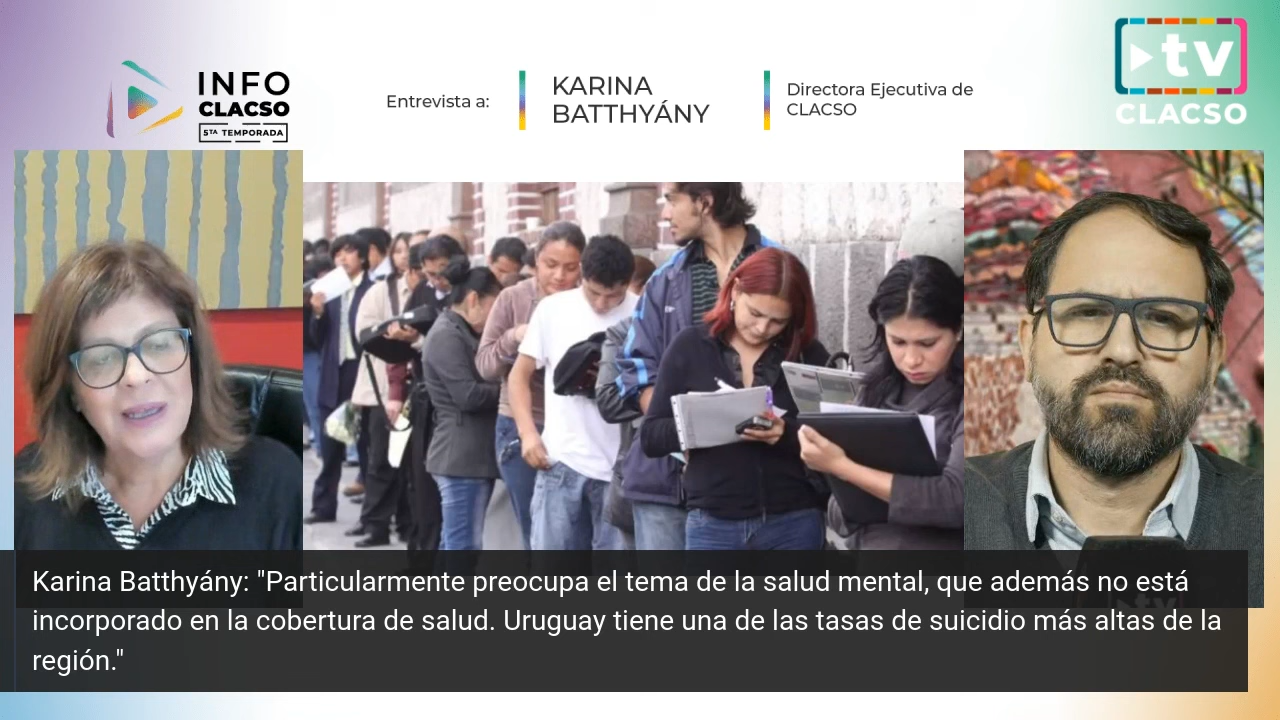 INFO
CLACSO
5TA TEMPORADA
Entrevista a:
KARINA
BATTHYÁNY
Directora Ejecutiva de
CLACSO
tv
CLACSO
Karina Batthyány: "Particularmente preocupa el tema de la salud mental, que además no está
incorporado en la cobertura de salud. Uruguay tiene una de las tasas de suicidio más altas de la
región."
tv